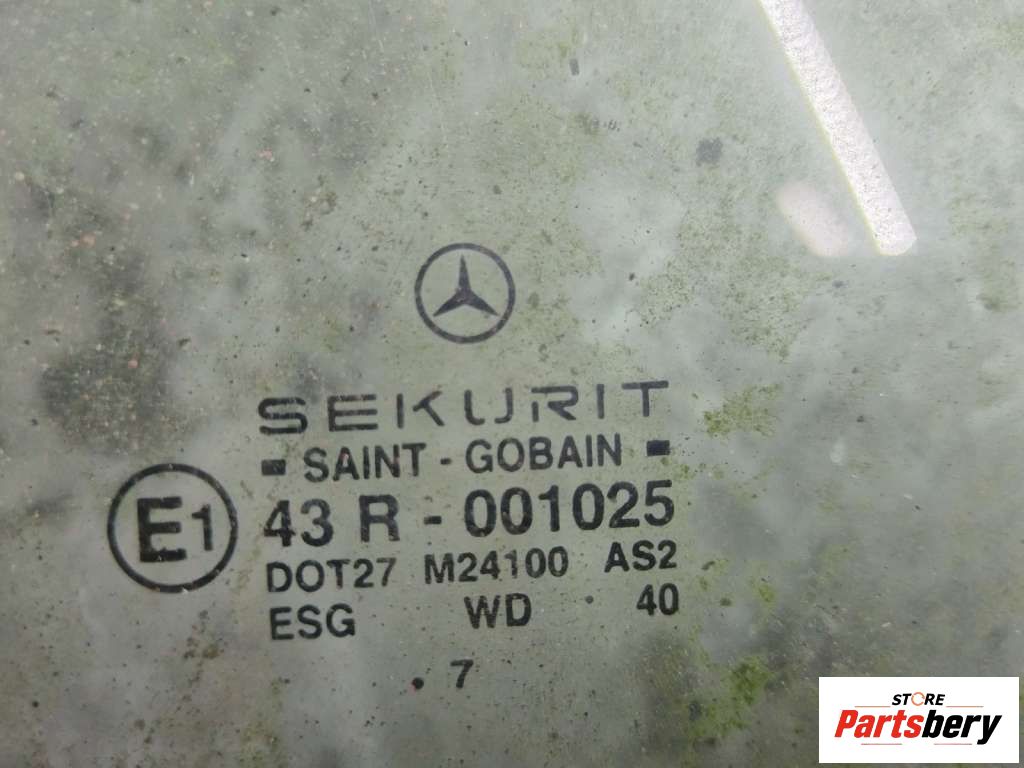 SEKURIT
SAINT - GOBAIN
E1
43 R - 001025
DOT27 M24100 AS2
ESG WD 40
. 7
STORE
Partsbery